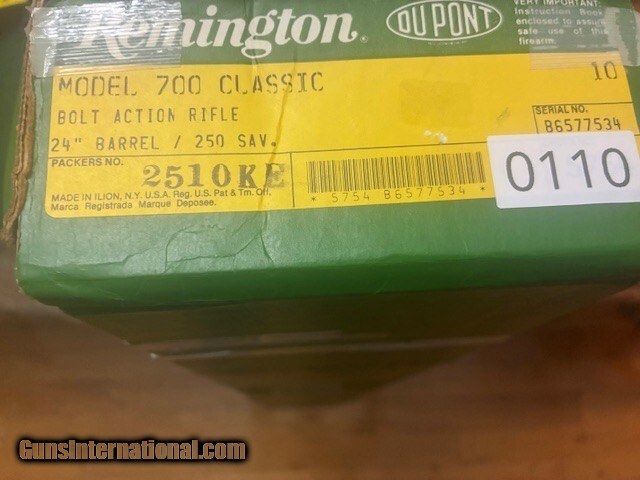 Remington®
DU PONT®
VERY IMPORTANT:
Instruction Book
enclosed to assure
safe use of this
firearm.
MODEL 700 CLASSIC
10
BOLT ACTION RIFLE
24" BARREL / 250 SAV.
SERIAL NO.
B6577534
PACKERS NO.
2510KE
0110
MADE IN ILION, N.Y. U.S.A. Reg. U.S. Pat & Tm. Off.
Marca Registrada Marque Deposee.
* 5754 B6577534 *
GunsInternational.com